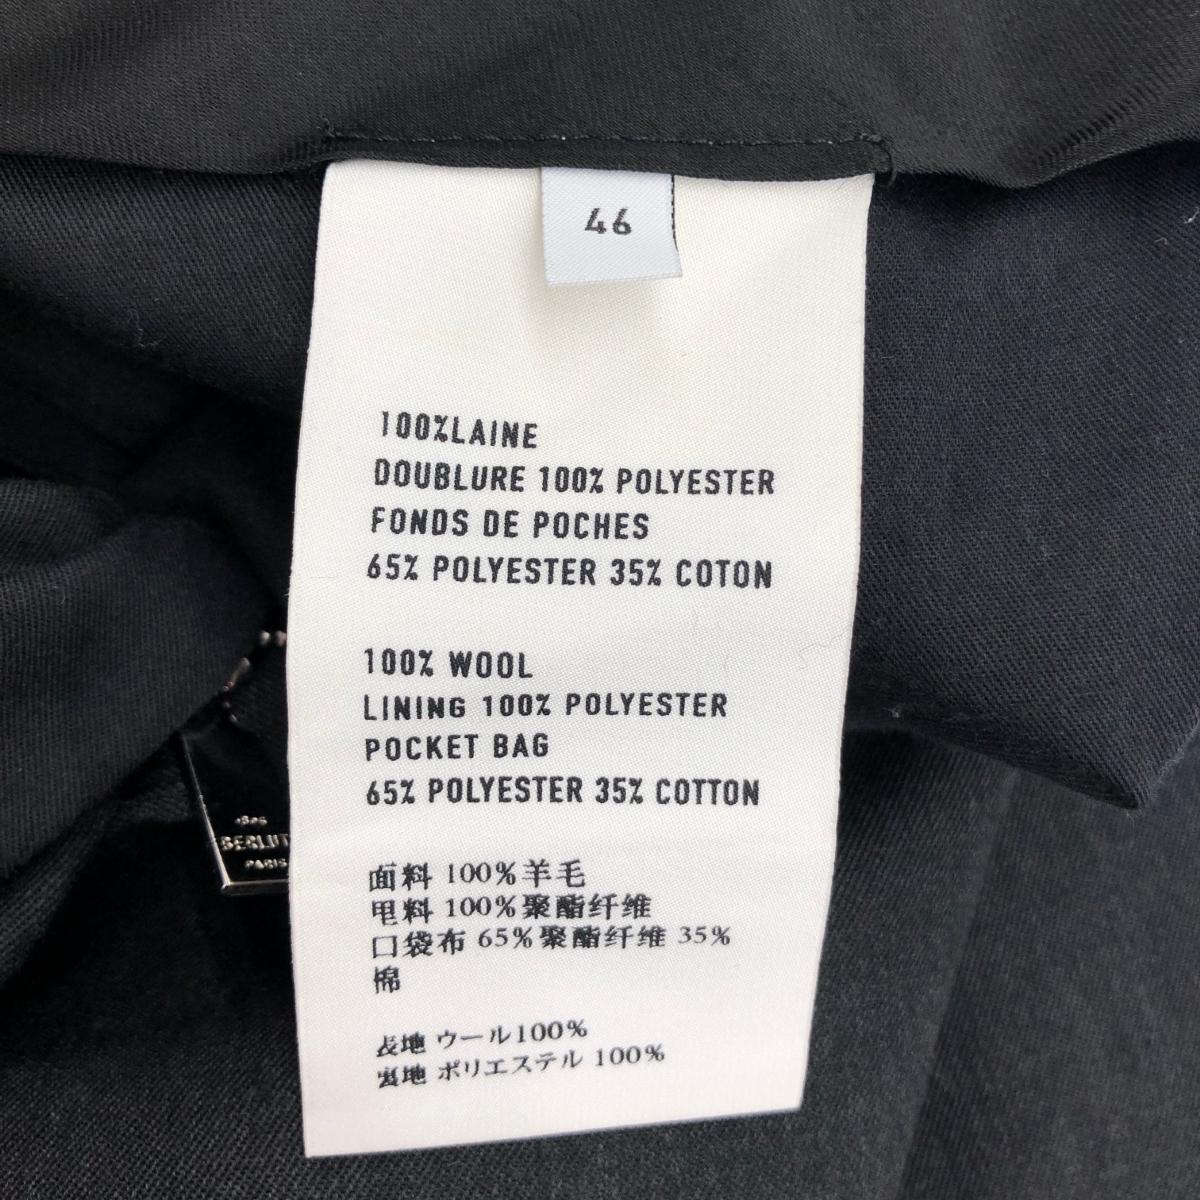 46
100%LAINE
DOUBLURE 100% POLYESTER
FONDS DE POCHES
65% POLYESTER 35% COTON
100% WOOL
LINING 100% POLYESTER
POCKET BAG
65% POLYESTER 35% COTTON
面料 100%羊毛
里料 100%聚酯纤维
口袋布 65%聚酯纤维 35%
棉
表地 ウール100%
裏地 ポリエステル 100%
BERLUT
PARIS